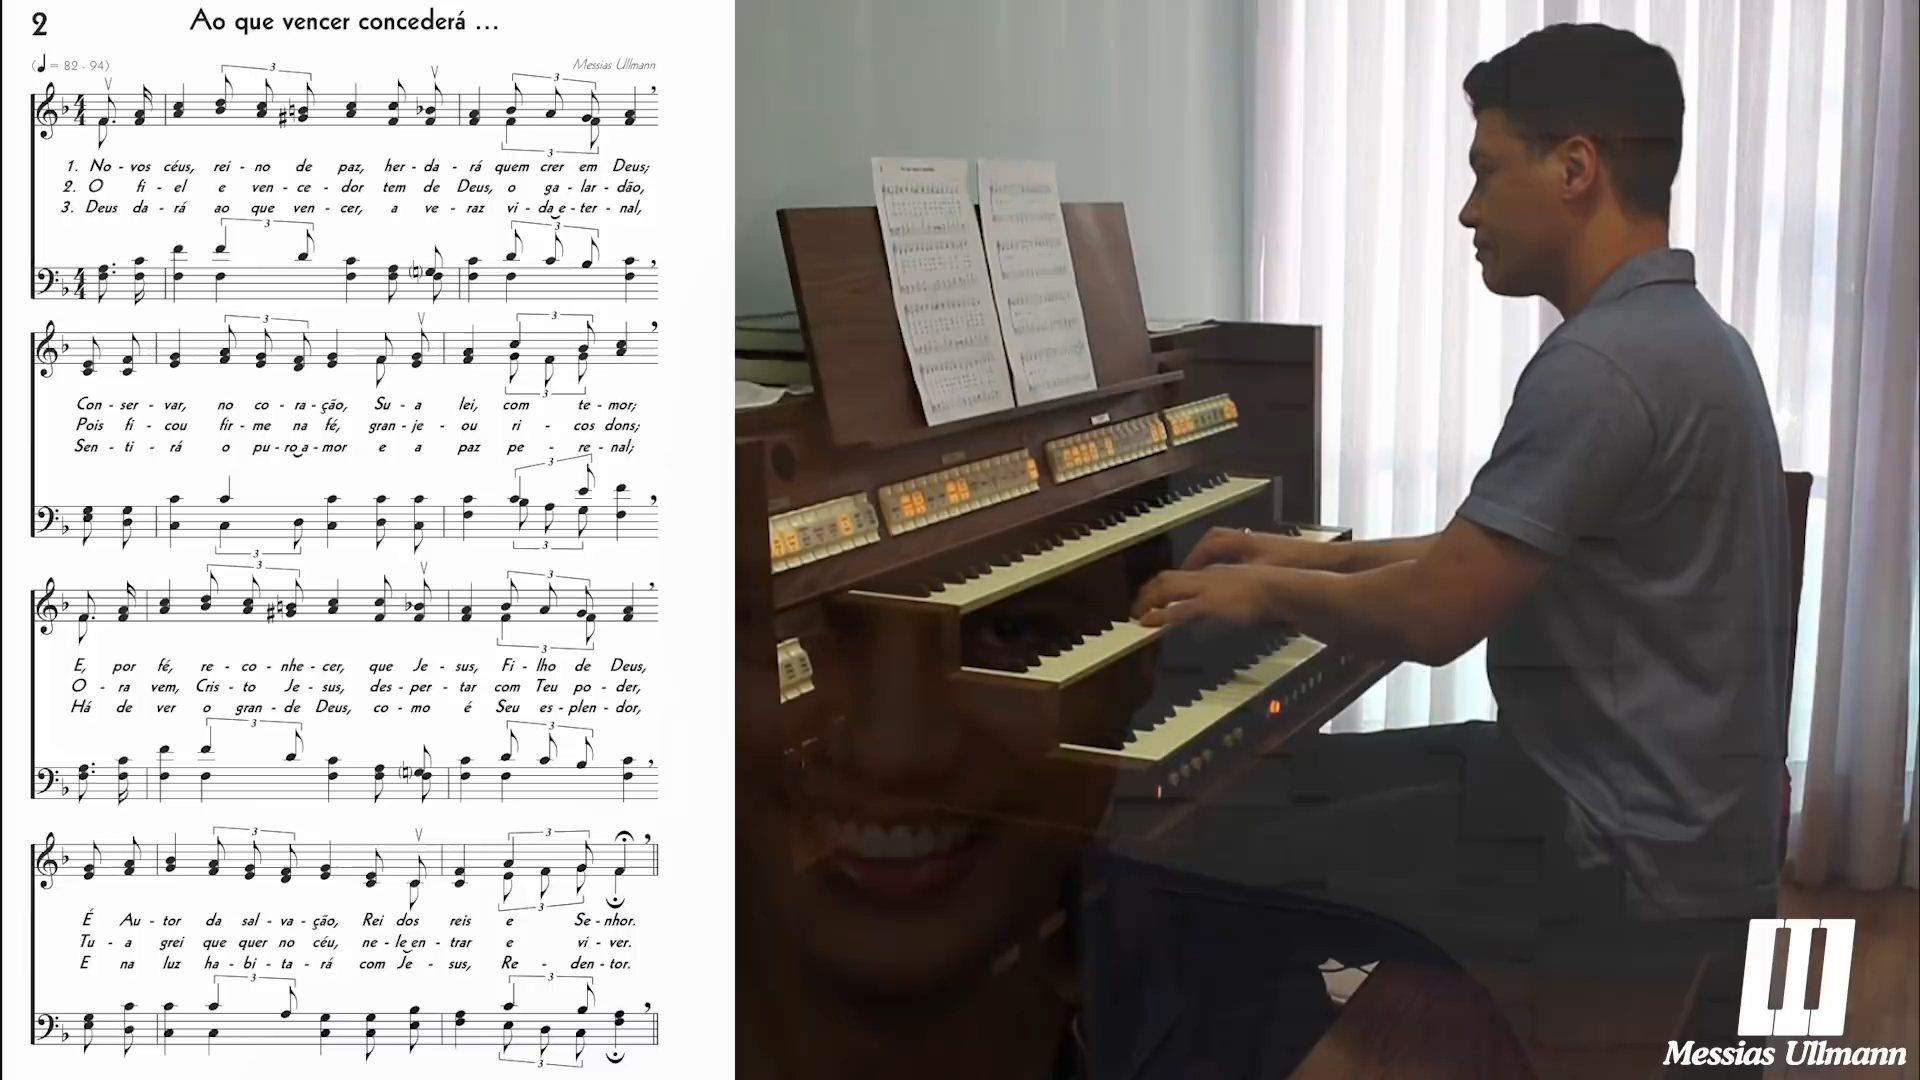 2
Ao que vencer concederá ...
(♩= 82 - 94)
Messias Ullmann
1. No - vos céus, rei - no de paz, her - da - rá quem crer em Deus;
2. O fi - el e ven - ce - dor tem de Deus, o ga - lar - dão,
3. Deus da - rá ao que ven - cer, a ve - raz vi - da e - ter - nal,
Con - ser - var, no co - ra - ção, Su - a lei, com te - mor;
Pois fi - cou fir - me na fé, gran - je - ou ri - cos dons;
Sen - ti - rá o pu - ro a - mor e a paz pe - re - nal;
E, por fé, re - co - nhe - cer, que Je - sus, Fi - lho de Deus,
O - ra vem, Cris - to Je - sus, des - per - tar com Teu po - der,
Há de ver o gran - de Deus, co - mo é Seu es - plen - dor,
É Au - tor da sal - va - ção, Rei dos reis e Se - nhor.
Tu - a grei que quer no céu, ne - le en - trar e vi - ver.
E na luz ha - bi - ta - rá com Je - sus, Re - den - tor.
Messias Ullmann